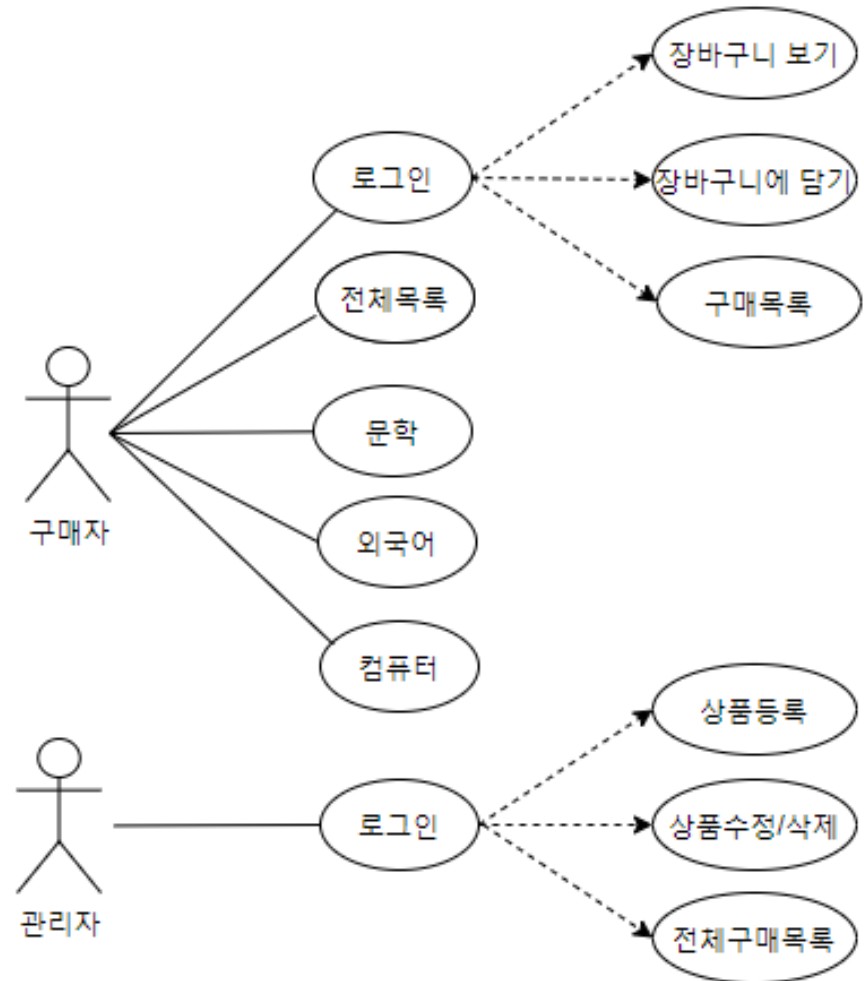 장바구니 보기
로그인
장바구니에 담기
전체목록
구매목록
문학
구매자
외국어
컴퓨터
상품등록
로그인
상품수정/삭제
관리자
전체구매목록